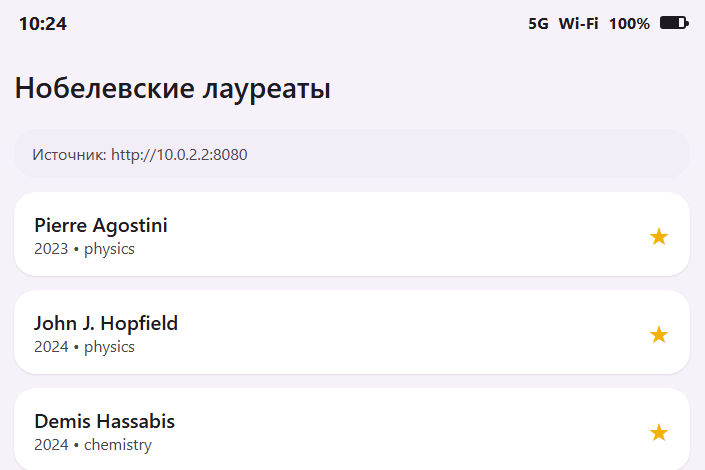 10:24 5G Wi-Fi 100%
Нобелевские лауреаты
Источник: http://10.0.2.2:8080
Pierre Agostini
2023 • physics
John J. Hopfield
2024 • physics
Demis Hassabis
2024 • chemistry